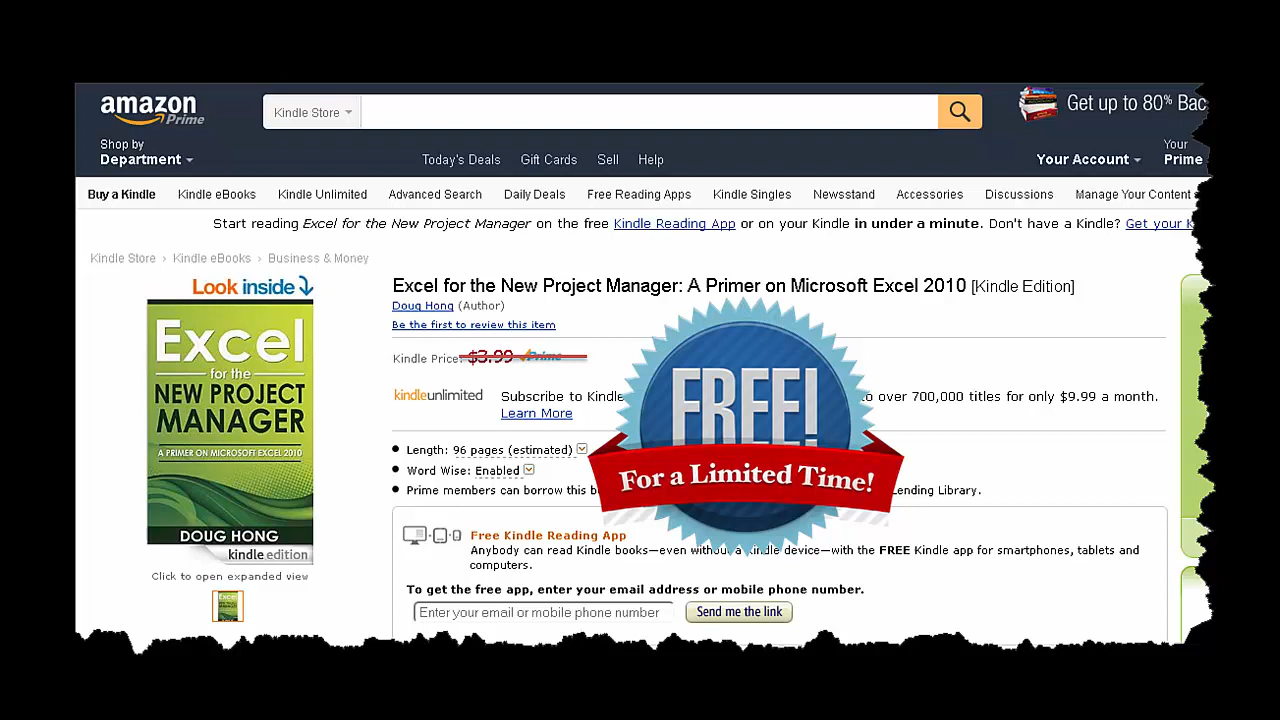 amazon
Prime
Kindle Store
Get up to 80% Bac
Shop by
Department
Today's Deals Gift Cards Sell Help
Your Account
Your
Prime
Buy a Kindle Kindle eBooks Kindle Unlimited Advanced Search Daily Deals Free Reading Apps Kindle Singles Newsstand Accessories Discussions Manage Your Content
Start reading Excel for the New Project Manager on the free Kindle Reading App or on your Kindle in under a minute. Don't have a Kindle? Get your K
Kindle Store › Kindle eBooks › Business & Money
Look inside
Excel
for the
NEW PROJECT
MANAGER
A PRIMER ON MICROSOFT EXCEL 2010
DOUG HONG
kindle edition
Click to open expanded view
Excel for the New Project Manager: A Primer on Microsoft Excel 2010 [Kindle Edition]
Doug Hong (Author)
Be the first to review this item
Kindle Price: $3.99 Prime
kindleunlimited Subscribe to Kindle to over 700,000 titles for only $9.99 a month.
Learn More
FREE!
For a Limited Time!
Length: 96 pages (estimated)
Word Wise: Enabled
Prime members can borrow this b Lending Library.
Free Kindle Reading App
Anybody can read Kindle books—even without a Kindle device—with the FREE Kindle app for smartphones, tablets and
computers.
To get the free app, enter your email address or mobile phone number.
Enter your email or mobile phone number Send me the link